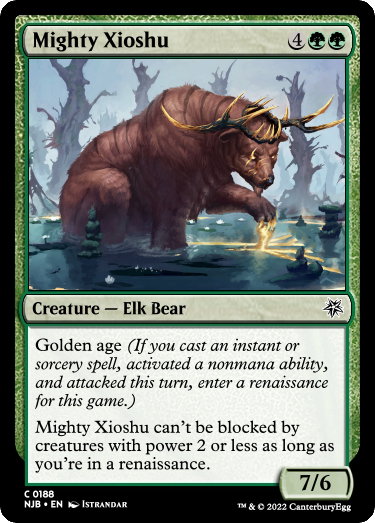 Mighty Xioshu 4
Creature — Elk Bear
Golden age (If you cast an instant or
sorcery spell, activated a nonmana ability,
and attacked this turn, enter a renaissance
for this game.)
Mighty Xioshu can't be blocked by
creatures with power 2 or less as long as
you're in a renaissance.
7/6
C 0188
NJB • EN Istrandar
™ & © 2022 CanterburyEgg